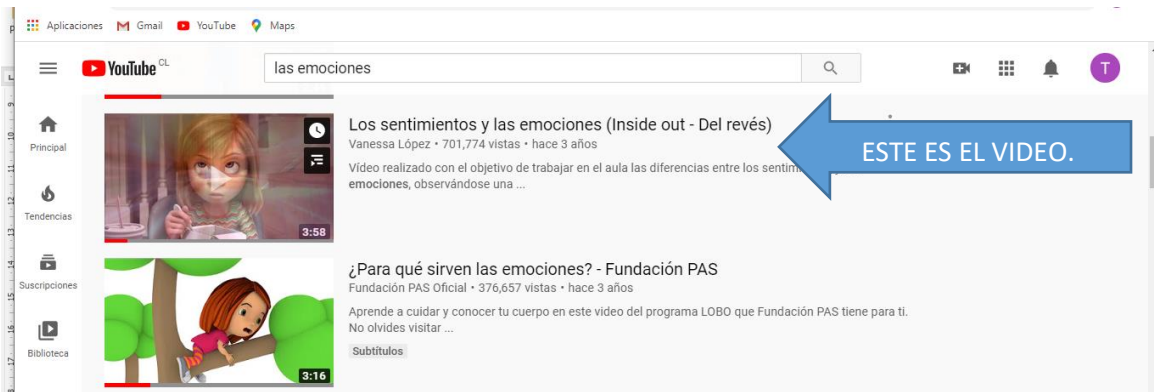 Aplicaciones Gmail YouTube Maps
YouTube CL las emociones T
Principal
Tendencias
Suscripciones
Biblioteca
3:58
Los sentimientos y las emociones (Inside out - Del revés)
Vanessa López • 701,774 vistas • hace 3 años
Vídeo realizado con el objetivo de trabajar en el aula las diferencias entre los
emociones, observándose una ...
ESTE ES EL VIDEO.
3:16
¿Para qué sirven las emociones? - Fundación PAS
Fundación PAS Oficial • 376,657 vistas • hace 3 años
Aprende a cuidar y conocer tu cuerpo en este video del programa LOBO que Fundación PAS tiene para ti.
No olvides visitar ...
Subtítulos